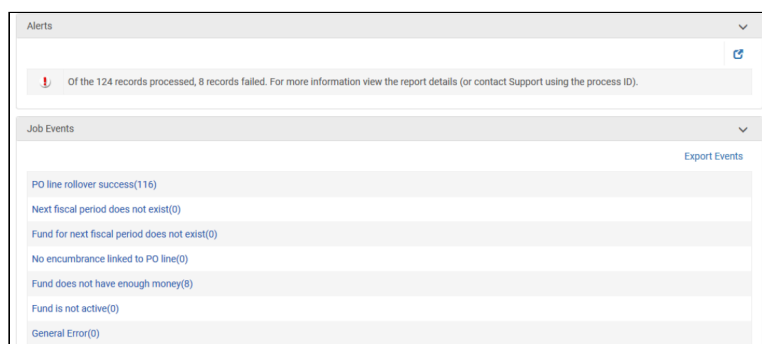 Alerts
Of the 124 records processed, 8 records failed. For more information view the report details (or contact Support using the process ID).
Job Events
Export Events
PO line rollover success(116)
Next fiscal period does not exist(0)
Fund for next fiscal period does not exist(0)
No encumbrance linked to PO line(0)
Fund does not have enough money(8)
Fund is not active(0)
General Error(0)